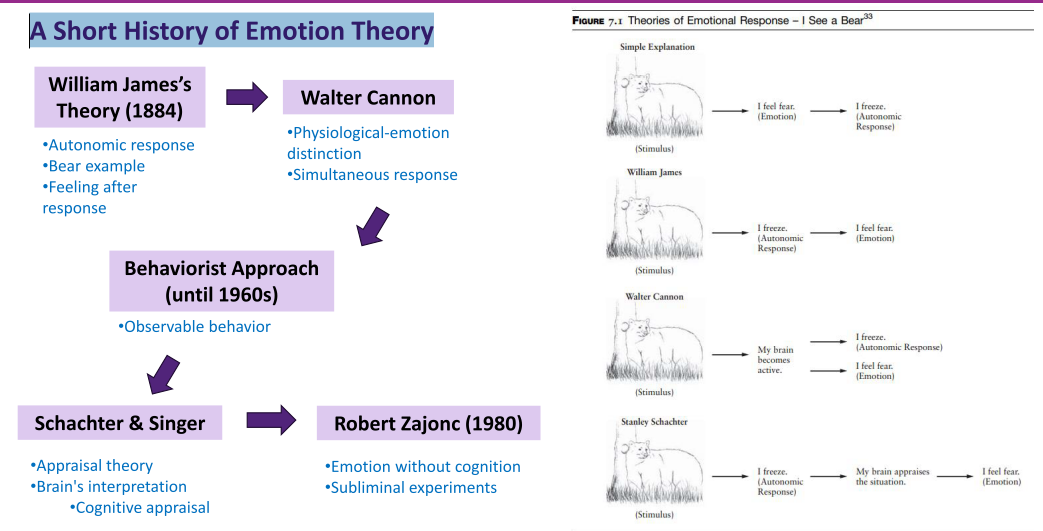 A Short History of Emotion Theory
William James's
Theory (1884)
•Autonomic response
•Bear example
•Feeling after
response
Walter Cannon
•Physiological-emotion
distinction
•Simultaneous response
Behaviorist Approach
(until 1960s)
•Observable behavior
Schachter & Singer
•Appraisal theory
•Brain's interpretation
•Cognitive appraisal
Robert Zajonc (1980)
•Emotion without cognition
•Subliminal experiments
FIGURE 7.1 Theories of Emotional Response – I See a Bear33
Simple Explanation
(Stimulus)
I feel fear.
(Emotion)
I freeze.
(Autonomic
Response)
William James
(Stimulus)
I freeze.
(Autonomic
Response)
I feel fear.
(Emotion)
Walter Cannon
(Stimulus)
My brain
becomes
active.
I freeze.
(Autonomic Response)
I feel fear.
(Emotion)
Stanley Schachter
(Stimulus)
I freeze.
(Autonomic
Response)
My brain appraises
the situation.
I feel fear.
(Emotion)